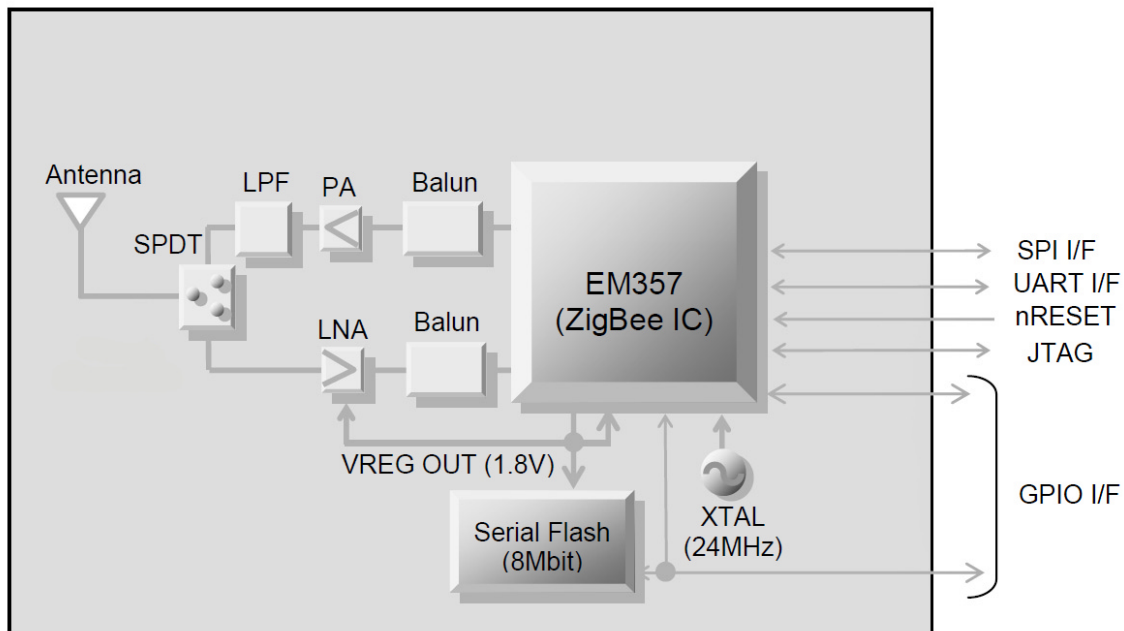 Antenna
LPF
PA
Balun
SPDT
LNA
Balun
EM357
(ZigBee IC)
SPI I/F
UART I/F
nRESET
JTAG
VREG OUT (1.8V)
Serial Flash
(8Mbit)
XTAL
(24MHz)
GPIO I/F